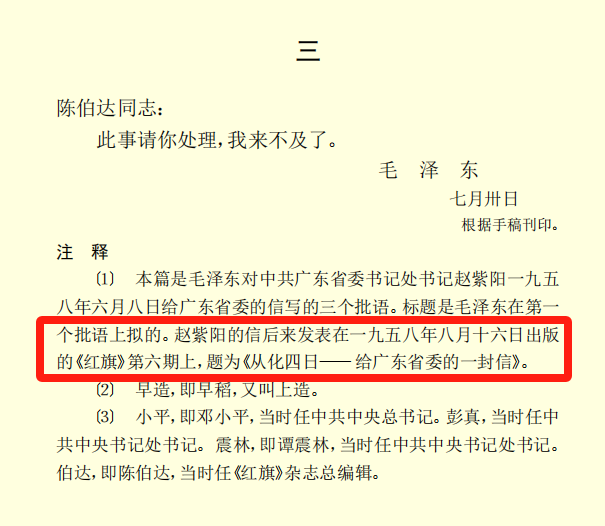 三
陈伯达同志：
此事请你处理，我来不及了。
毛 泽 东
七月卅日
根据手稿刊印。
注 释
〔1〕 本篇是毛泽东对中共广东省委书记处书记赵紫阳一九五
八年六月八日给广东省委的信写的三个批语。标题是毛泽东在第一
个批语上拟的。赵紫阳的信后来发表在一九五八年八月十六日出版
的《红旗》第六期上，题为《从化四日——给广东省委的一封信》。
〔2〕 早造，即早稻，又叫上造。
〔3〕 小平，即邓小平，当时任中共中央总书记。彭真，当时任中
共中央书记处书记。震林，即谭震林，当时任中共中央书记处书记。
伯达，即陈伯达，当时任《红旗》杂志总编辑。